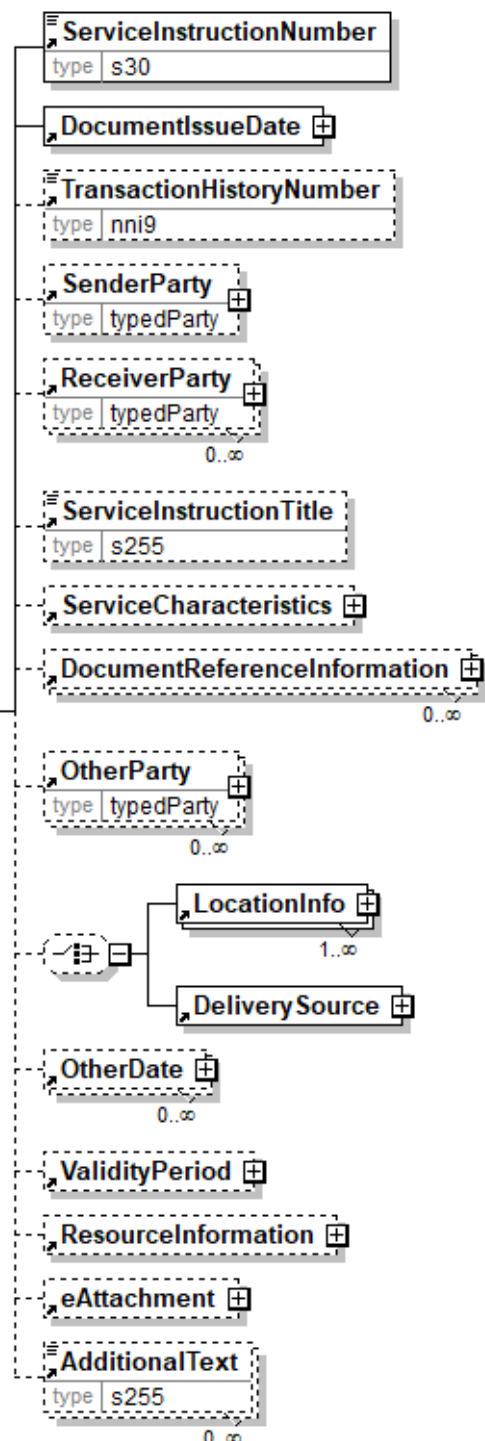 ServiceInstructionNumber
type s30
DocumentIssueDate
TransactionHistoryNumber
type nni9
SenderParty
type typedParty
ReceiverParty
type typedParty
0..∞
ServiceInstructionTitle
type s255
ServiceCharacteristics
DocumentReferenceInformation
0..∞
OtherParty
type typedParty
0..∞
LocationInfo
1..∞
DeliverySource
OtherDate
0..∞
ValidityPeriod
ResourceInformation
eAttachment
AdditionalText
type s255
0..∞